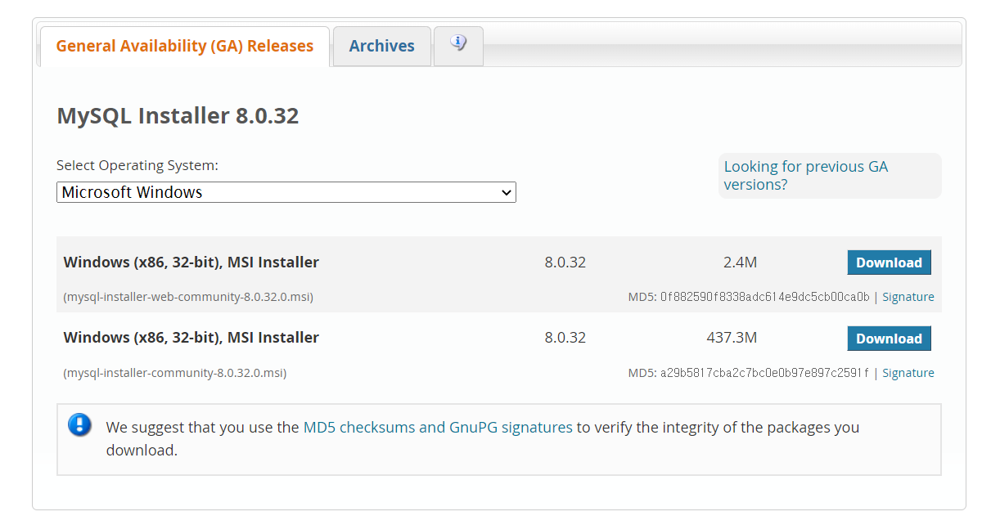 General Availability (GA) Releases
Archives
MySQL Installer 8.0.32
Select Operating System:
Microsoft Windows
Looking for previous GA
versions?
Windows (x86, 32-bit), MSI Installer 8.0.32 2.4M Download
(mysql-installer-web-community-8.0.32.0.msi) MD5: 0f882590f8338adc614e9dc5cb00ca0b | Signature
Windows (x86, 32-bit), MSI Installer 8.0.32 437.3M Download
(mysql-installer-community-8.0.32.0.msi) MD5: a29b5817cba2c7bc0e0b97e897c2591f | Signature
We suggest that you use the MD5 checksums and GnuPG signatures to verify the integrity of the packages you
download.